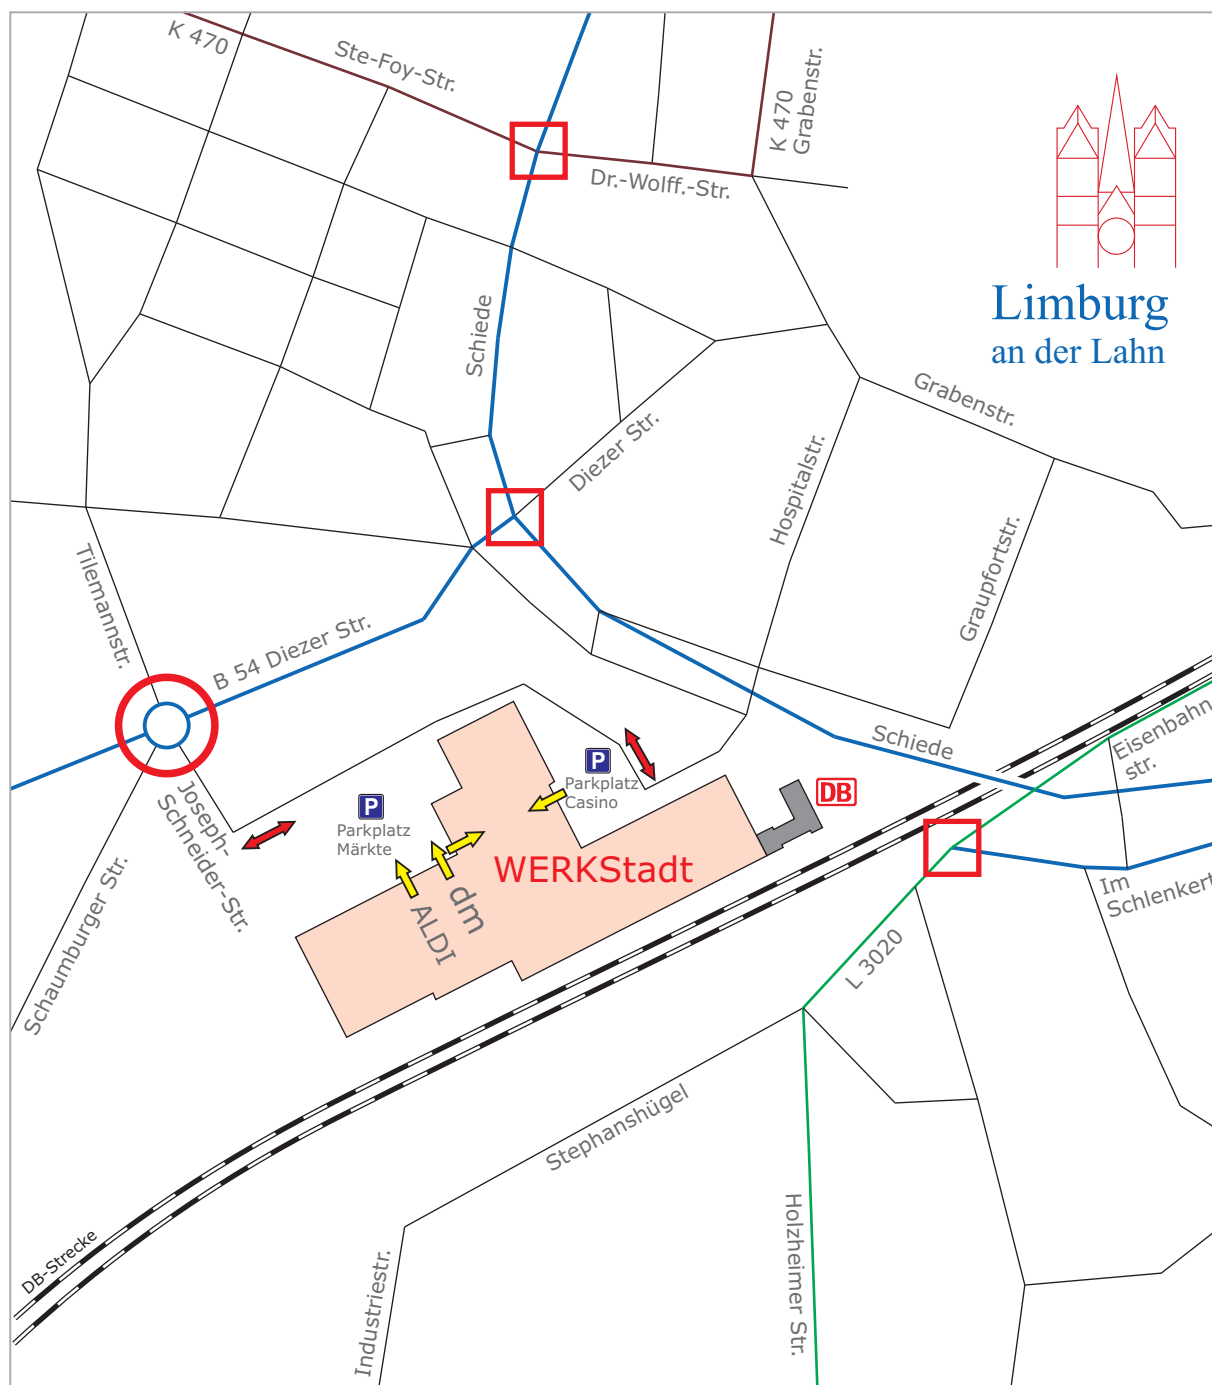 K 470
Ste-Foy-Str.
K 470
Grabenstr.
Dr.-Wolff.-Str.
Limburg
an der Lahn
Schiede
Diezer Str.
Grabenstr.
Hospitalstr.
Graupfortstr.
Tilemannstr.
B 54 Diezer Str.
Schiede
Eisenbahn
str.
P
Parkplatz
Casino
DB
P
Parkplatz
Märkte
Joseph-
Schneider-Str.
WERKStadt
dm
ALDI
Schaumburger Str.
Im
Schlenkert
L 3020
Stephanshügel
Holzheimer Str.
DB-Strecke
Industriestr.